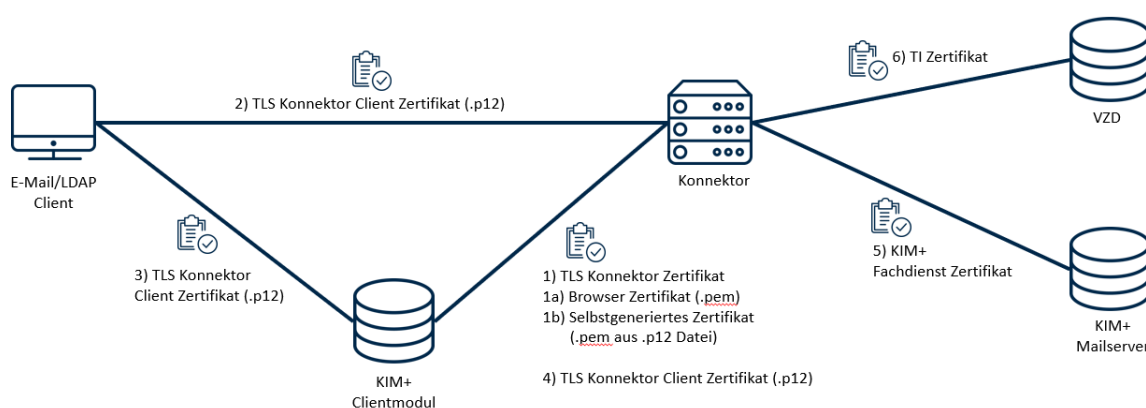 6) TI Zertifikat
2) TLS Konnektor Client Zertifikat (.p12)
VZD
E-Mail/LDAP
Client
Konnektor
3) TLS Konnektor
Client Zertifikat (.p12)
1) TLS Konnektor Zertifikat
1a) Browser Zertifikat (.pem)
1b) Selbstgeneriertes Zertifikat
(.pem aus .p12 Datei)
4) TLS Konnektor Client Zertifikat (.p12)
5) KIM+
Fachdienst Zertifikat
KIM+
Mailserver
KIM+
Clientmodul